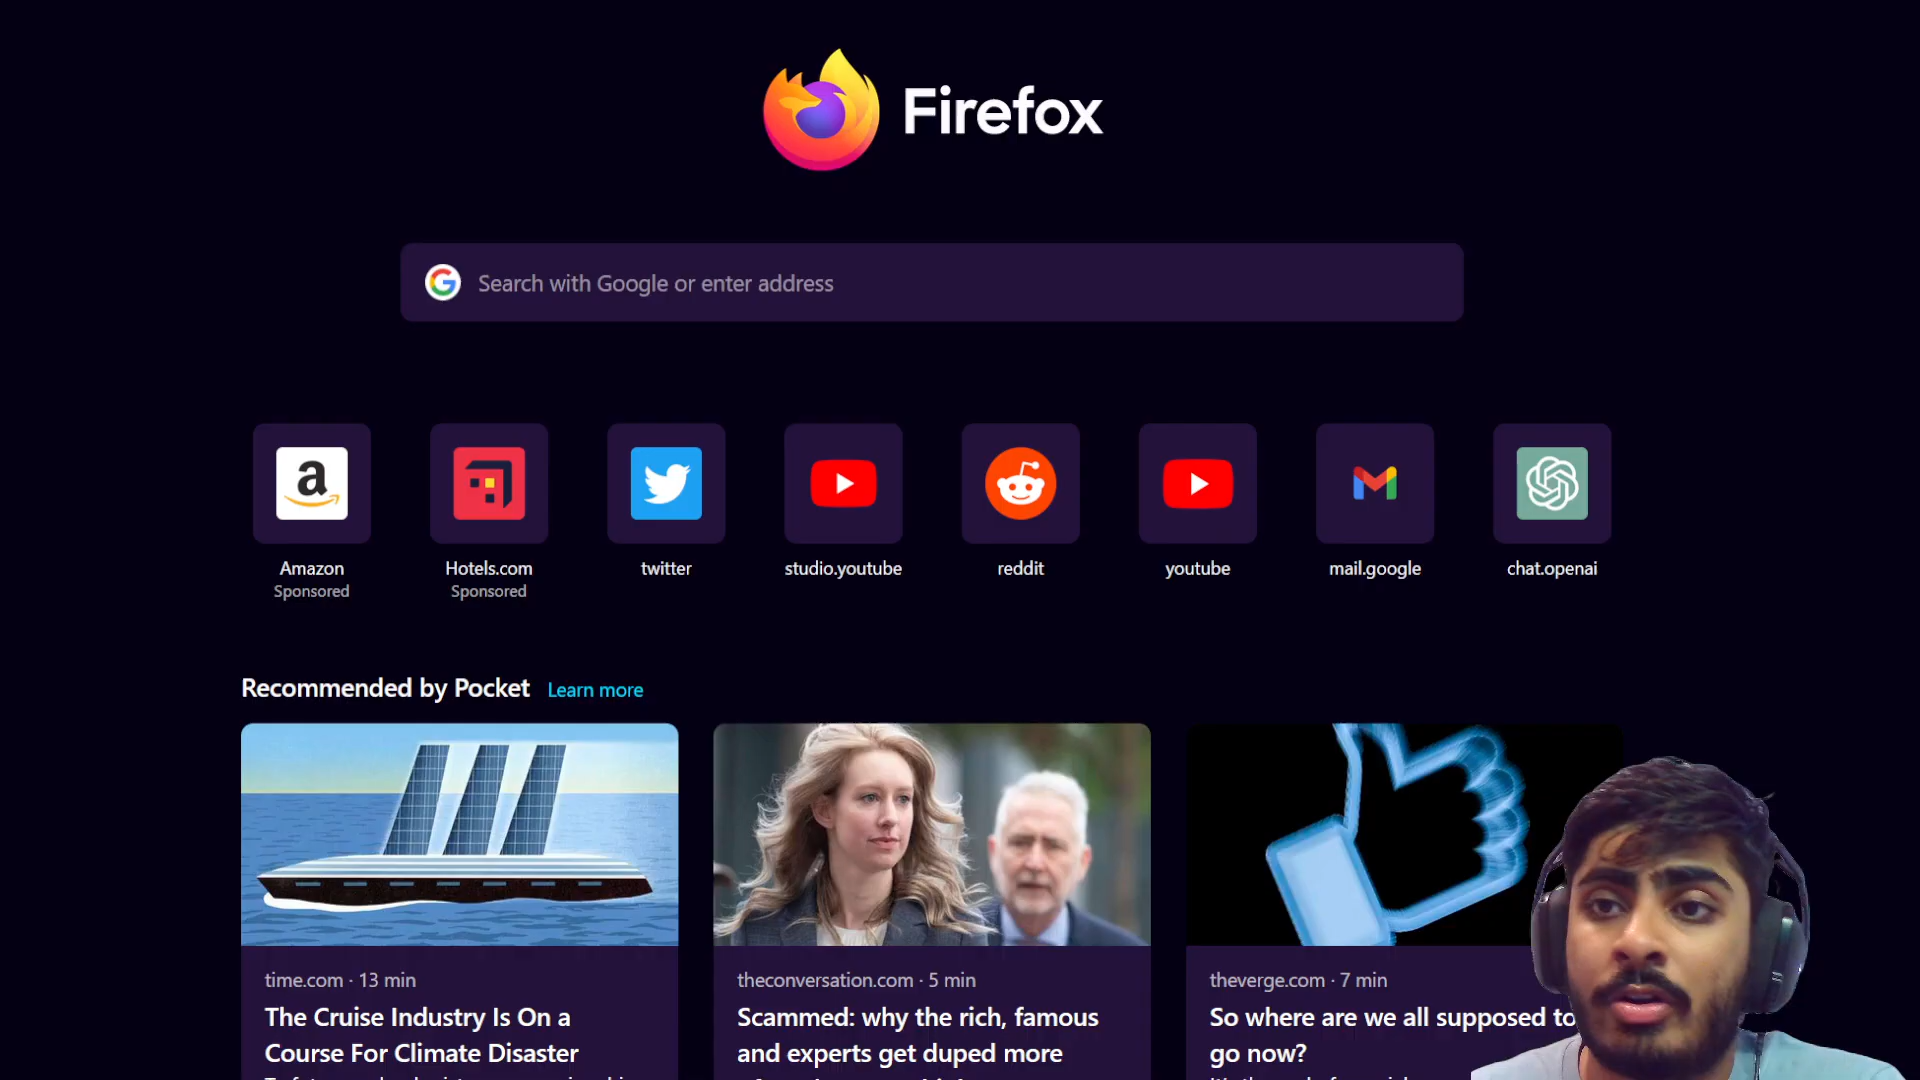 Firefox
Search with Google or enter address
a
Amazon
Sponsored
Hotels.com
Sponsored
twitter
studio.youtube
reddit
youtube
mail.google
chat.openai
Recommended by Pocket Learn more
time.com · 13 min
The Cruise Industry Is On a
Course For Climate Disaster
theconversation.com · 5 min
Scammed: why the rich, famous
and experts get duped more
theverge.com · 7 min
So where are we all supposed to
go now?